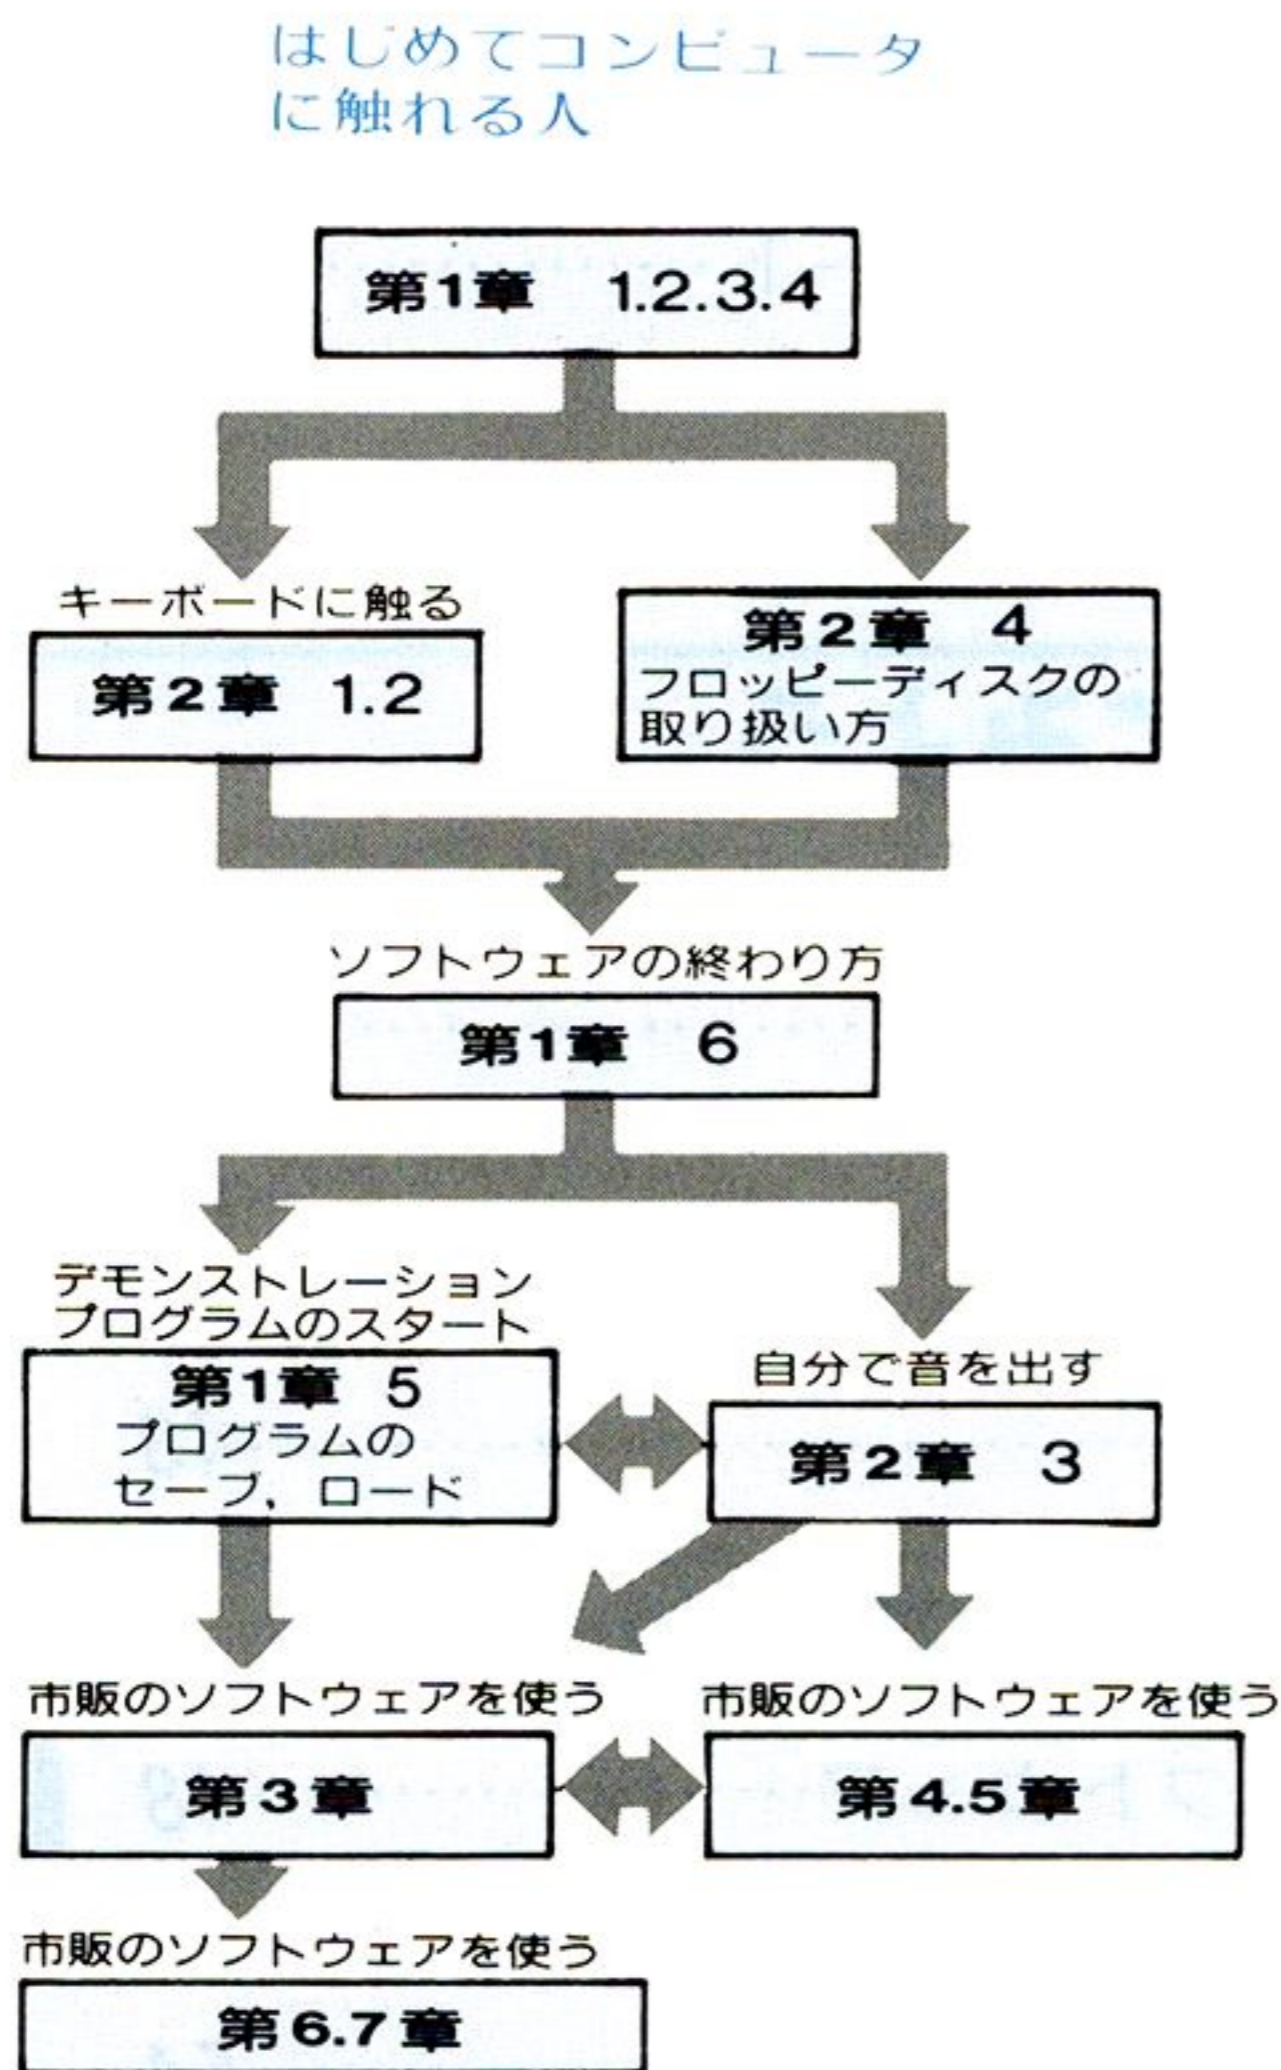 はじめてコンピュータ
に触れる人
第1章 1.2.3.4
キーボードに触る
第2章 1.2
第2章 4
フロッピーディスクの
取り扱い方
ソフトウェアの終わり方
第1章 6
デモンストレーション
プログラムのスタート
第1章 5
プログラムの
セーブ、ロード
自分で音を出す
第2章 3
市販のソフトウェアを使う
第3章
市販のソフトウェアを使う
第4.5章
市販のソフトウェアを使う
第6.7章